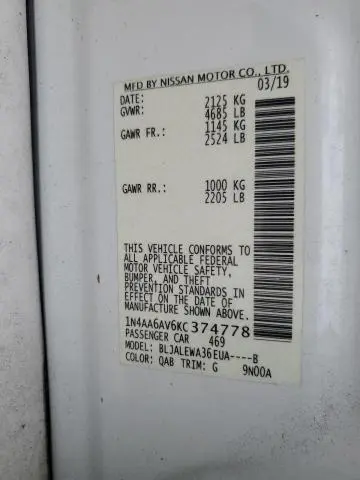 MFD BY NISSAN MOTOR CO., LTD.
DATE: 03/19
GVWR: 2125 KG
4685 LB
GAWR FR.: 1145 KG
2524 LB
GAWR RR.: 1000 KG
2205 LB
THIS VEHICLE CONFORMS TO
ALL APPLICABLE FEDERAL
MOTOR VEHICLE SAFETY,
BUMPER, AND THEFT
PREVENTION STANDARDS IN
EFFECT ON THE DATE OF
MANUFACTURE SHOWN ABOVE.
1N4AA6AV6KC374778
PASSENGER CAR 469
MODEL: BLJALEWA36EUA----B
COLOR: QAB TRIM: G 9N00A